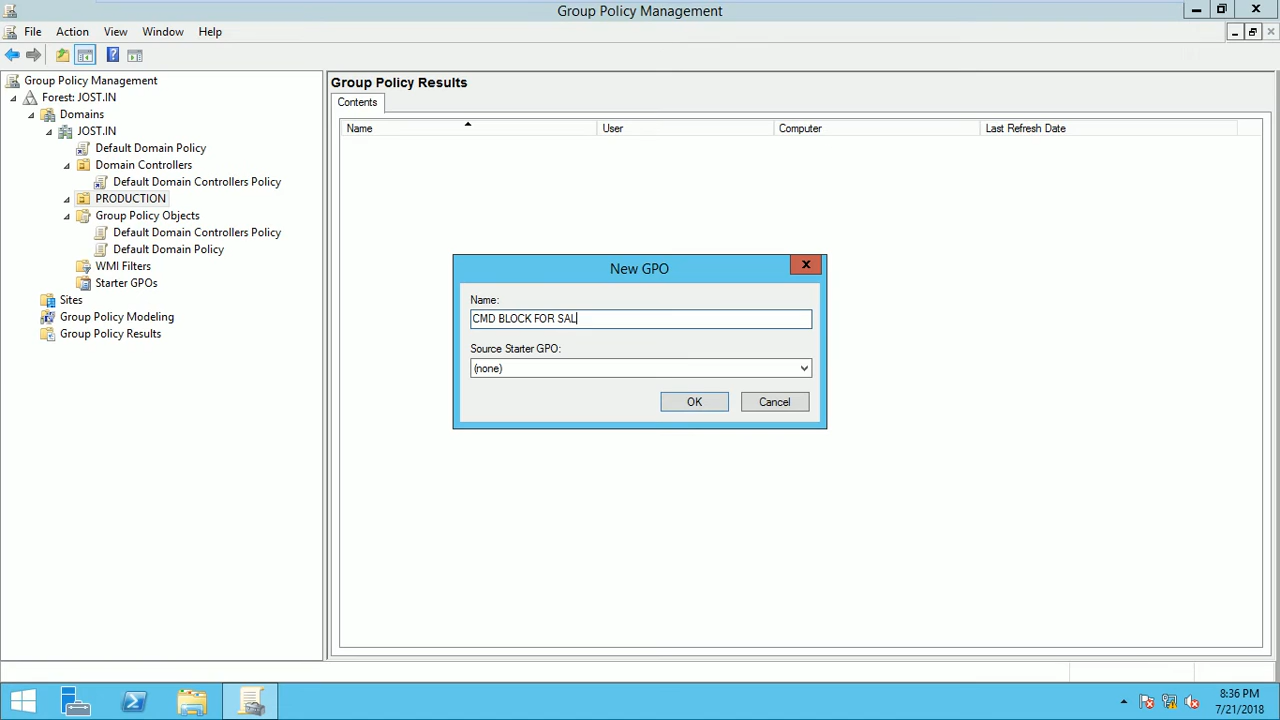 Group Policy Management
File Action View Window Help
Group Policy Management
Forest: JOST.IN
Domains
JOST.IN
Default Domain Policy
Domain Controllers
Default Domain Controllers Policy
PRODUCTION
Group Policy Objects
Default Domain Controllers Policy
Default Domain Policy
WMI Filters
Starter GPOs
Sites
Group Policy Modeling
Group Policy Results
Group Policy Results
Contents
Name User Computer Last Refresh Date
New GPO
Name:
CMD BLOCK FOR SAL
Source Starter GPO:
(none)
OK Cancel
8:36 PM
7/21/2018